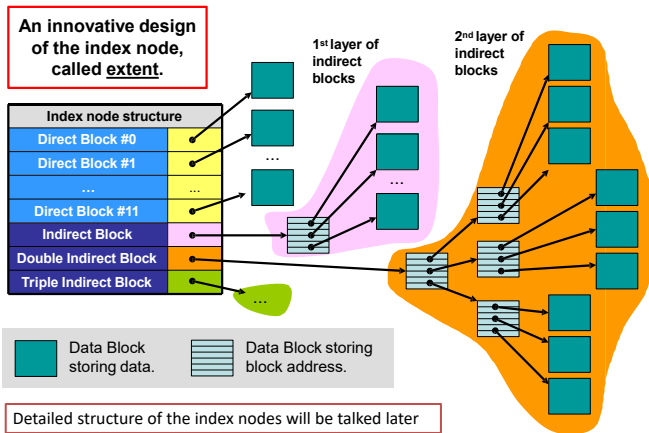 An innovative design
of the index node,
called extent.
1st layer of
indirect
blocks
2nd layer of
indirect
blocks
Index node structure
Direct Block #0
Direct Block #1
...
...
Direct Block #11
Indirect Block
Double Indirect Block
Triple Indirect Block
...
...
...
Data Block
storing data.
Data Block storing
block address.
Detailed structure of the index nodes will be talked later